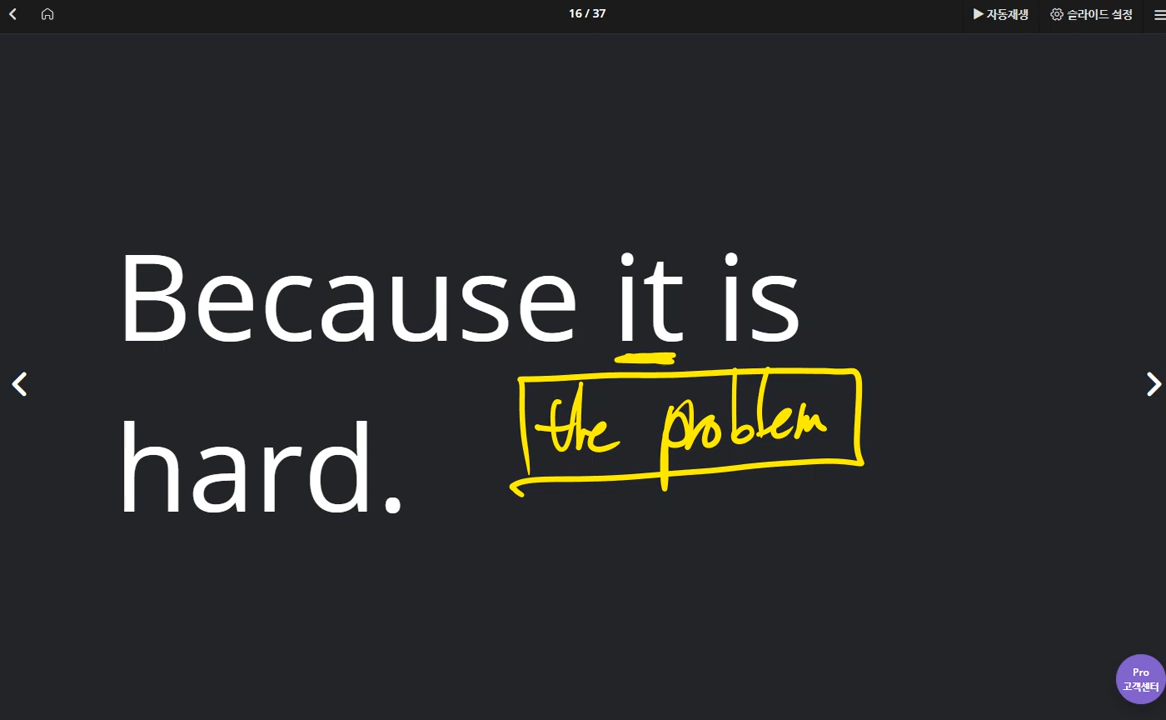 16 / 37
▶ 자동재생
슬라이드 설정
Because it is
the problem
hard.
Pro
고객센터